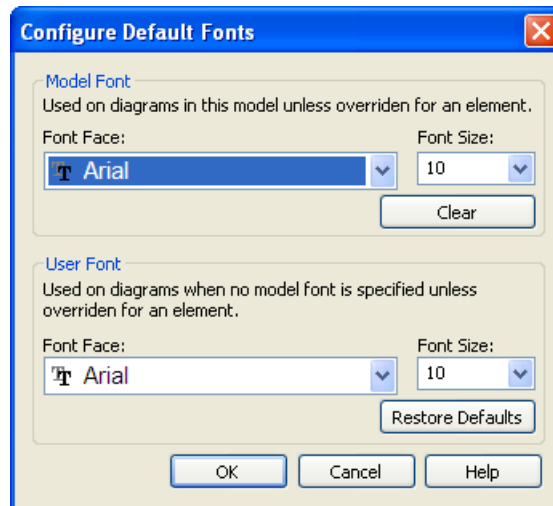 Configure Default Fonts
Model Font
Used on diagrams in this model unless overriden for an element.
Font Face: Font Size:
Arial 10
Clear
User Font
Used on diagrams when no model font is specified unless
overriden for an element.
Font Face: Font Size:
Arial 10
Restore Defaults
OK Cancel Help